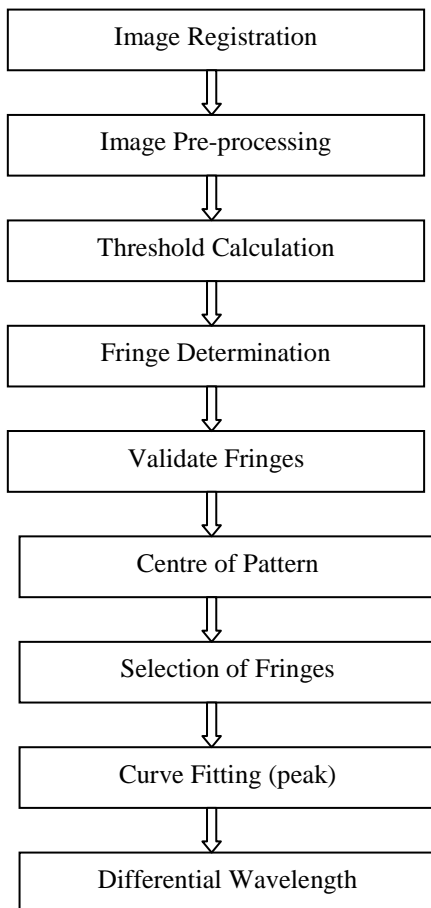 Image Registration
Image Pre-processing
Threshold Calculation
Fringe Determination
Validate Fringes
Centre of Pattern
Selection of Fringes
Curve Fitting (peak)
Differential Wavelength